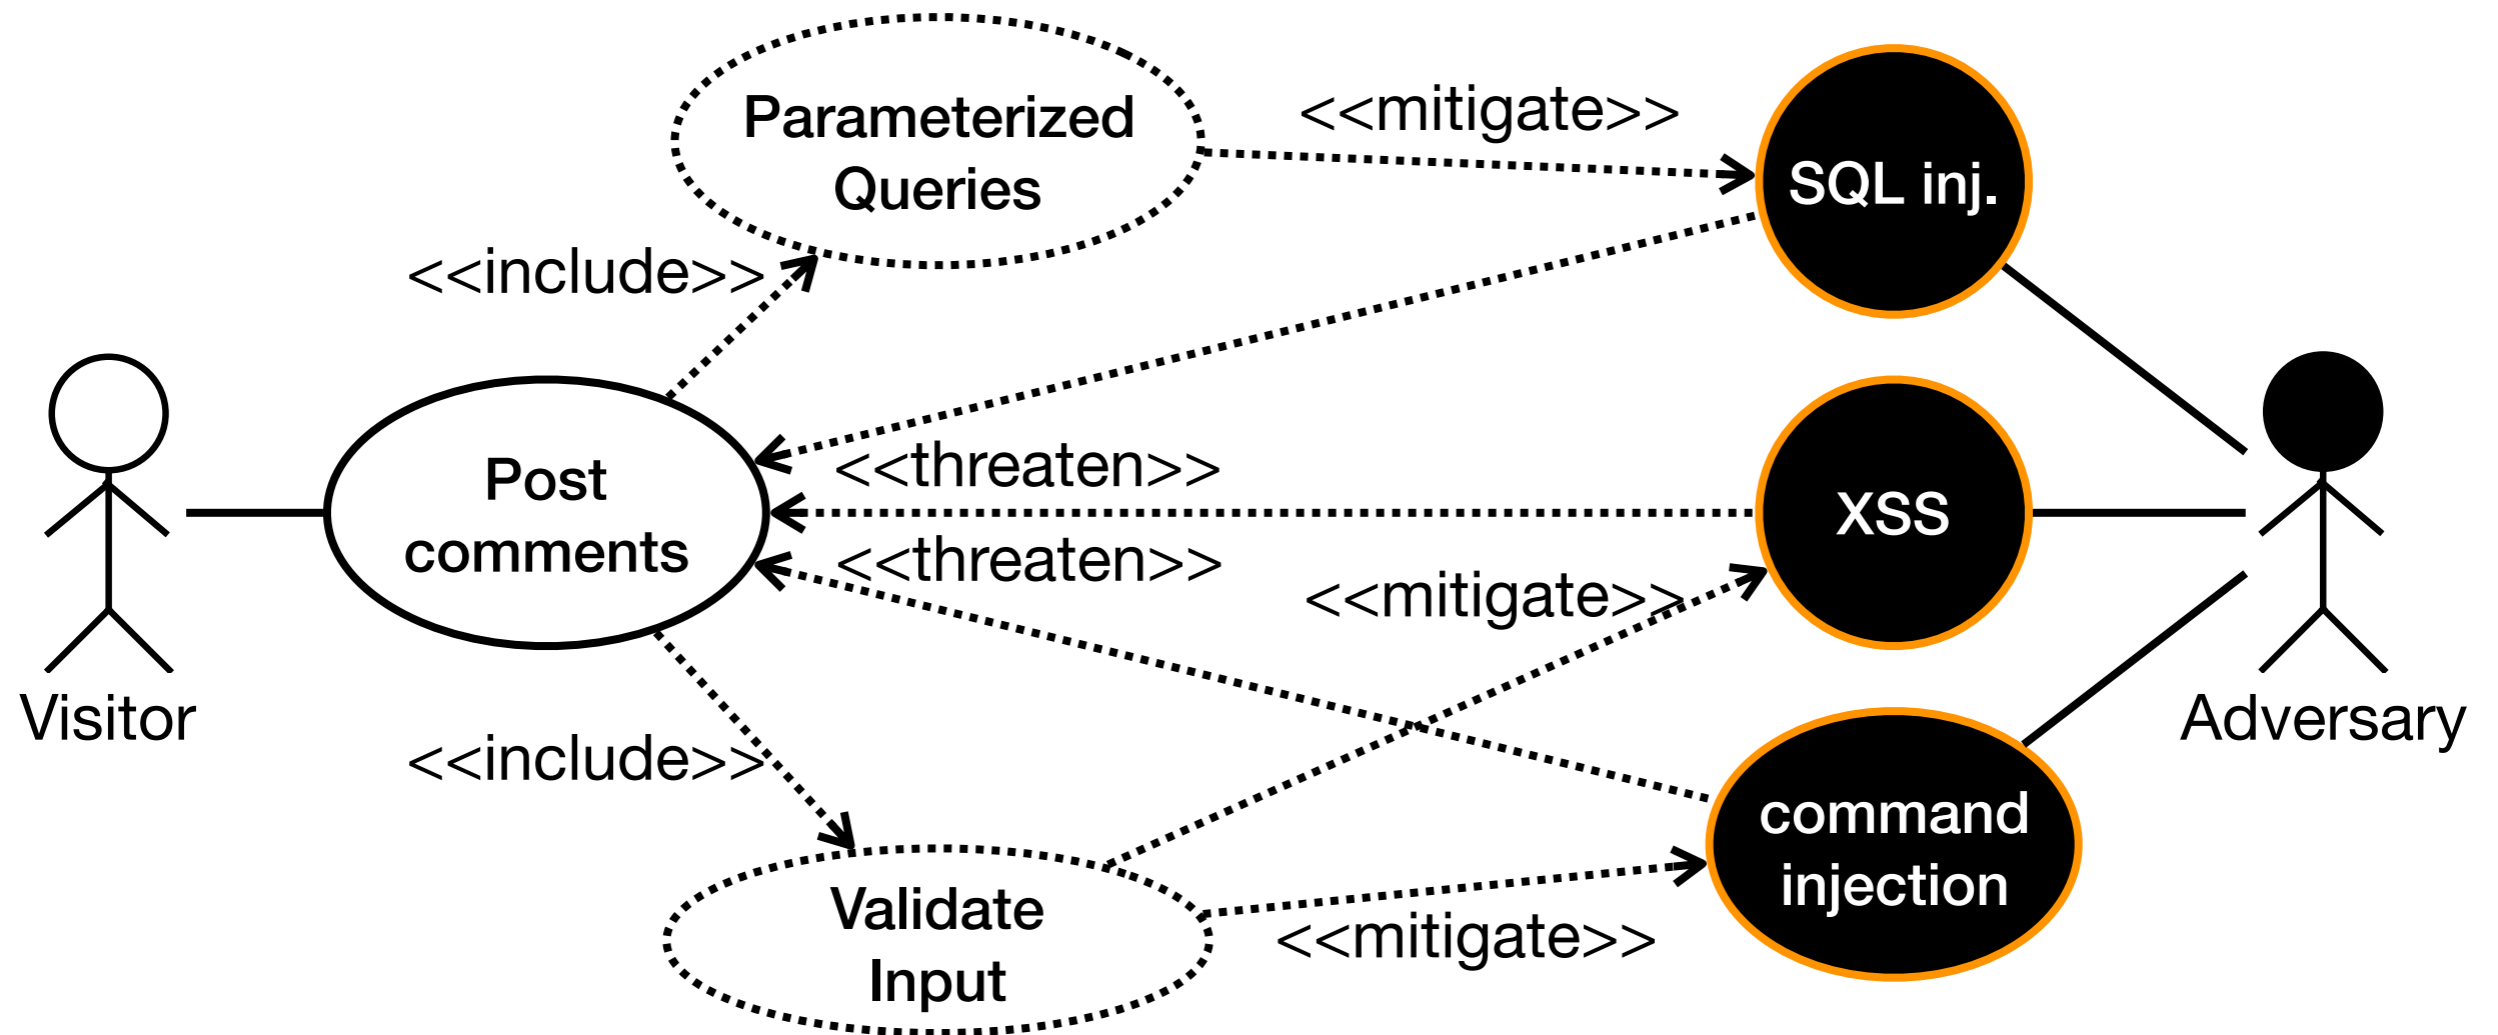 Parameterized
Queries
<<mitigate>>
SQL inj.
<<include>>
<<threaten>>
Post
comments
XSS
<<threaten>>
<<mitigate>>
Visitor
Adversary
<<include>>
command
injection
Validate
Input
<<mitigate>>